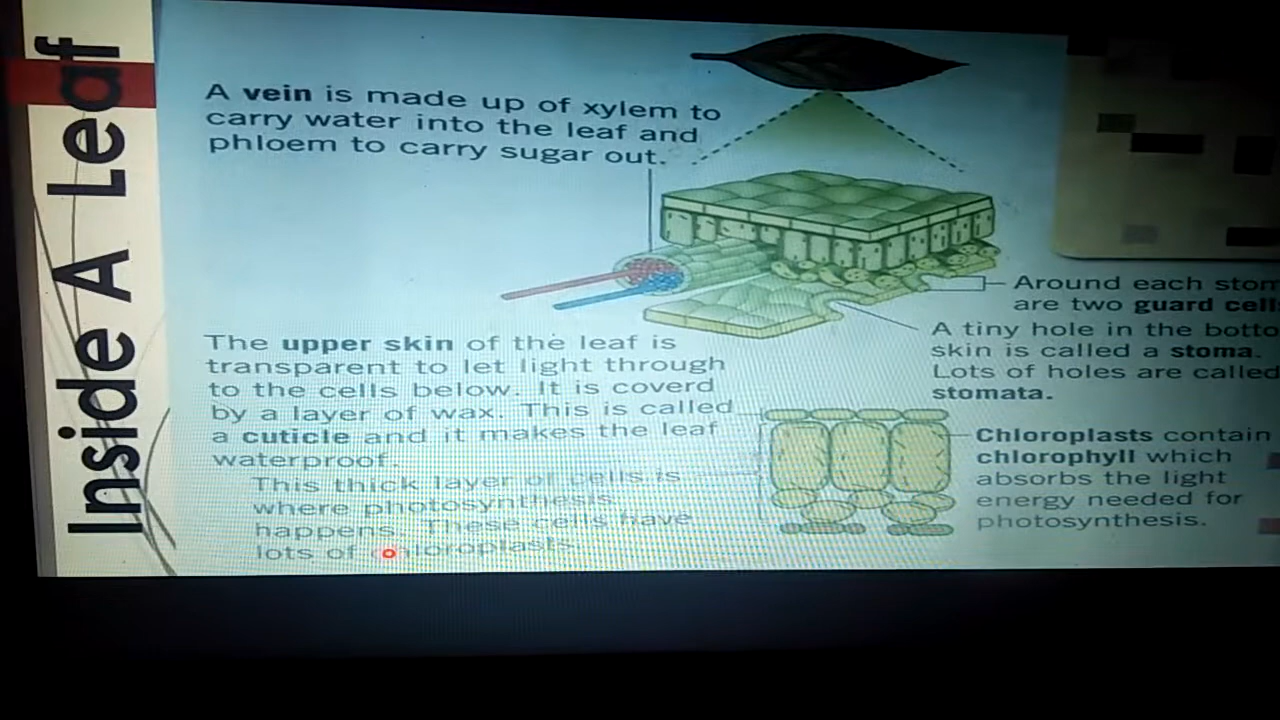 Inside A Leaf
A vein is made up of xylem to
carry water into the leaf and
phloem to carry sugar out.
Around each stom
are two guard cell
A tiny hole in the botto
skin is called a stoma.
Lots of holes are called
stomata.
The upper skin of the leaf is
transparent to let light through
to the cells below. It is coverd
by a layer of wax. This is called
a cuticle and it makes the leaf
waterproof.
This thick layer of cells is
where photosynthesis
happens. These cells have
lots of chloroplasts.
Chloroplasts contain
chlorophyll which
absorbs the light
energy needed for
photosynthesis.